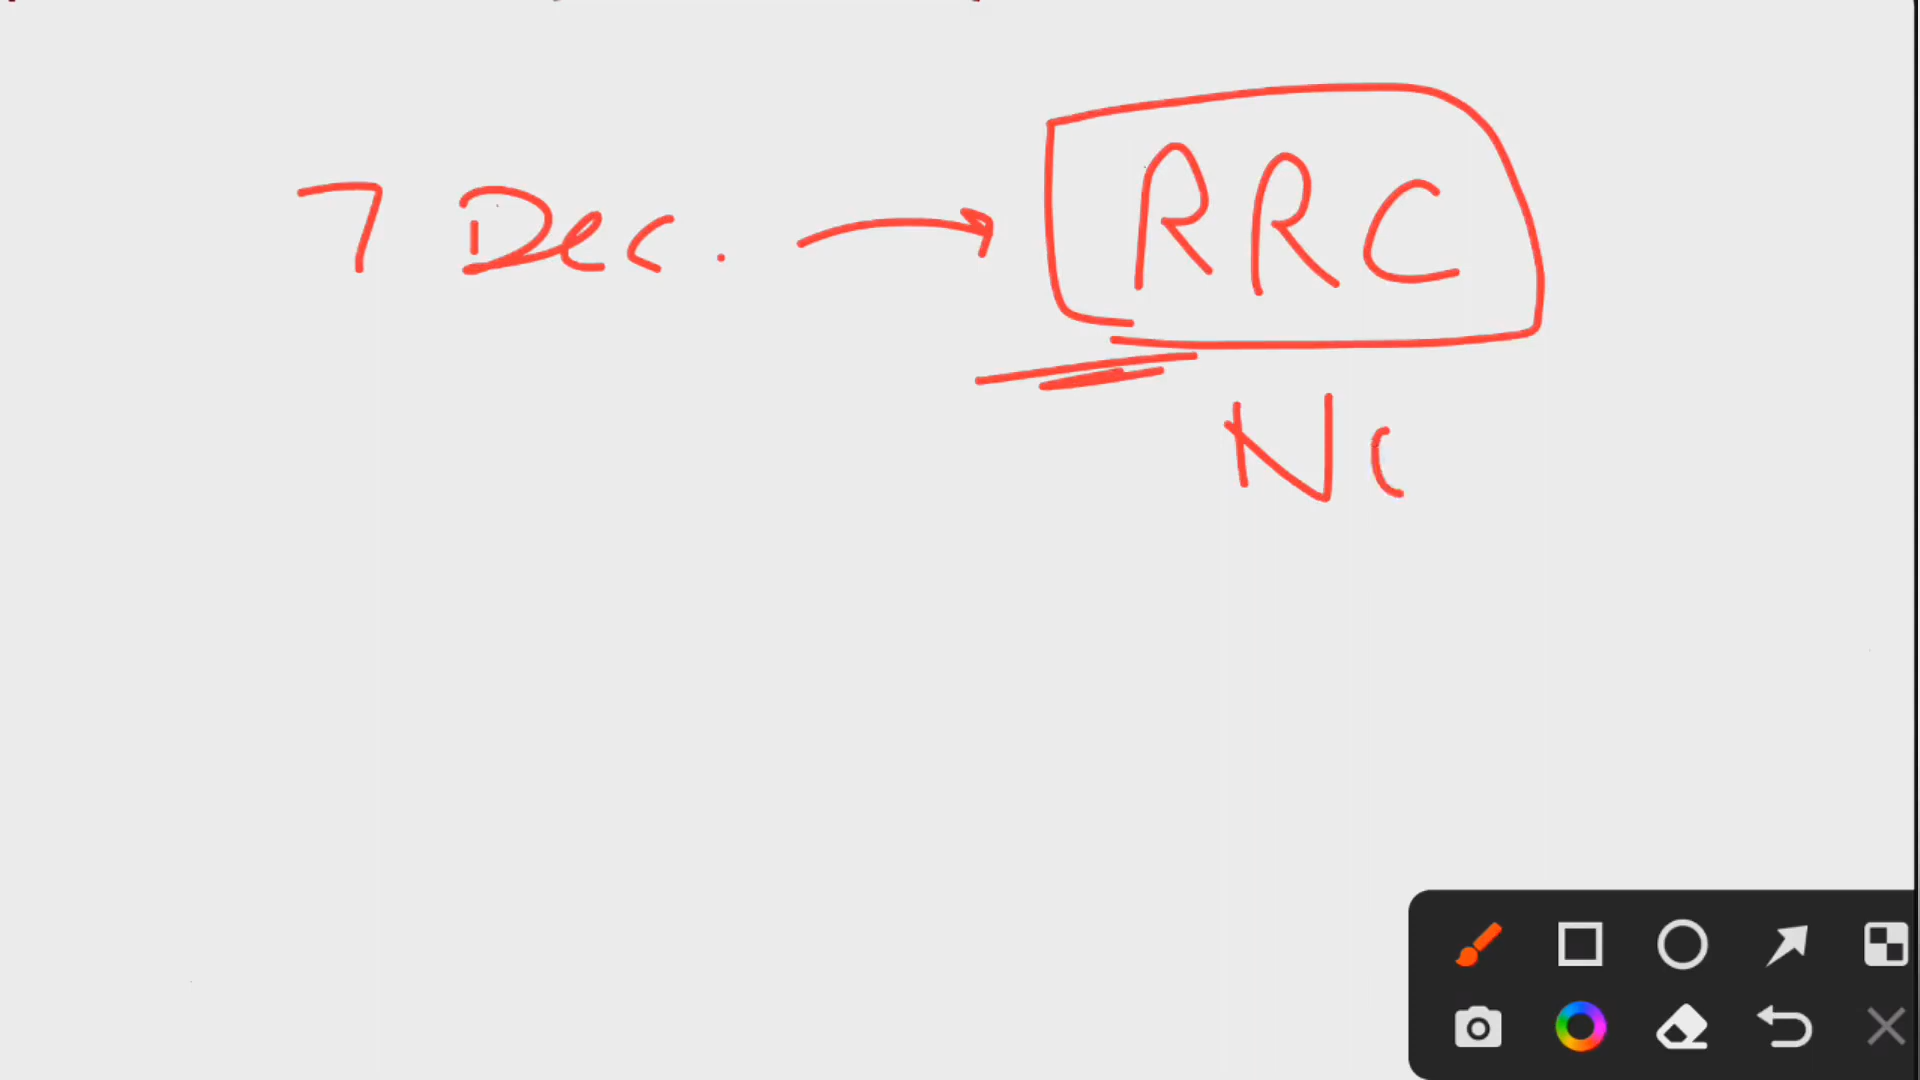 7 Dec. → RRC
N